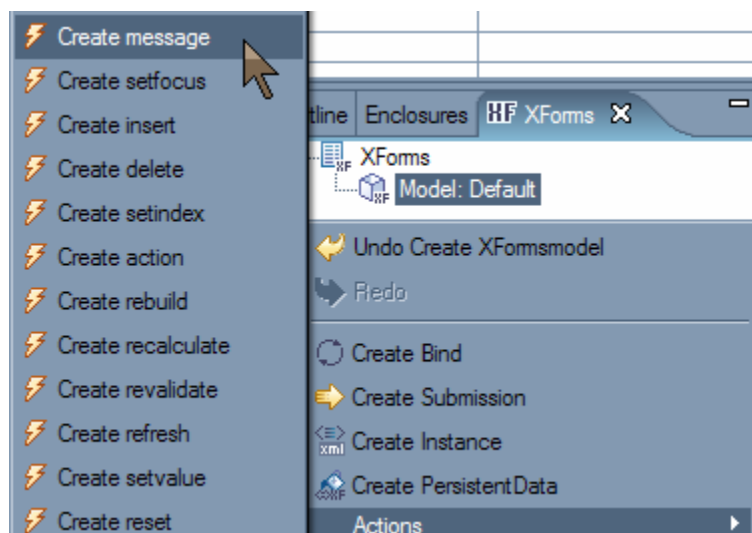 Create message
Create setfocus
Create insert
Create delete
Create setindex
Create action
Create rebuild
Create recalculate
Create revalidate
Create refresh
Create setvalue
Create reset
tline Enclosures XF XForms
XForms
Model: Default
Undo Create XFormsmodel
Redo
Create Bind
Create Submission
Create Instance
Create PersistentData
Actions